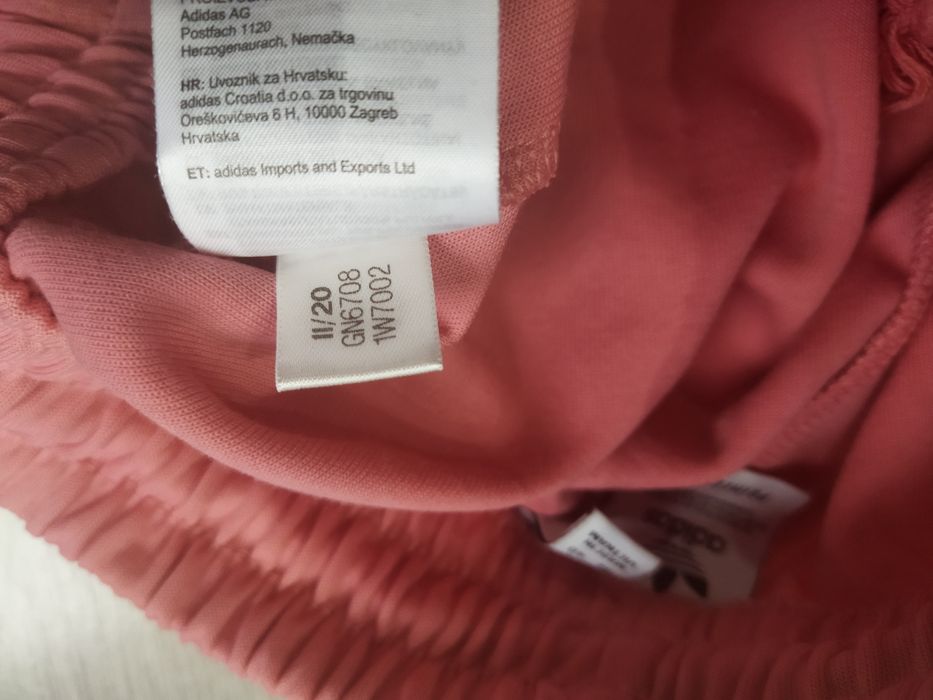 Adidas AG
Postfach 1120
Herzogenaurach, Nemačka
HR: Uvoznik za Hrvatsku:
adidas Croatia d.o.o. za trgovinu
Oreškovićeva 6 H, 10000 Zagreb
Hrvatska
ET: adidas Imports and Exports Ltd
11/20
GN6708
1W7002
adidas